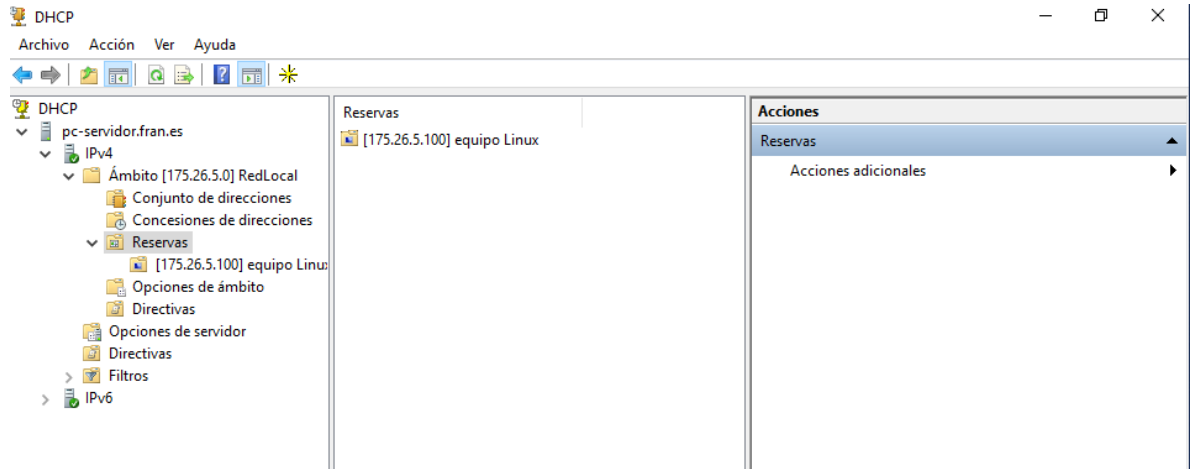 DHCP
Archivo Acción Ver Ayuda
DHCP
pc-servidor.fran.es
IPv4
Ámbito [175.26.5.0] RedLocal
Conjunto de direcciones
Concesiones de direcciones
Reservas
[175.26.5.100] equipo Linux
Opciones de ámbito
Directivas
Opciones de servidor
Directivas
Filtros
IPv6
Reservas
[175.26.5.100] equipo Linux
Acciones
Reservas
Acciones adicionales